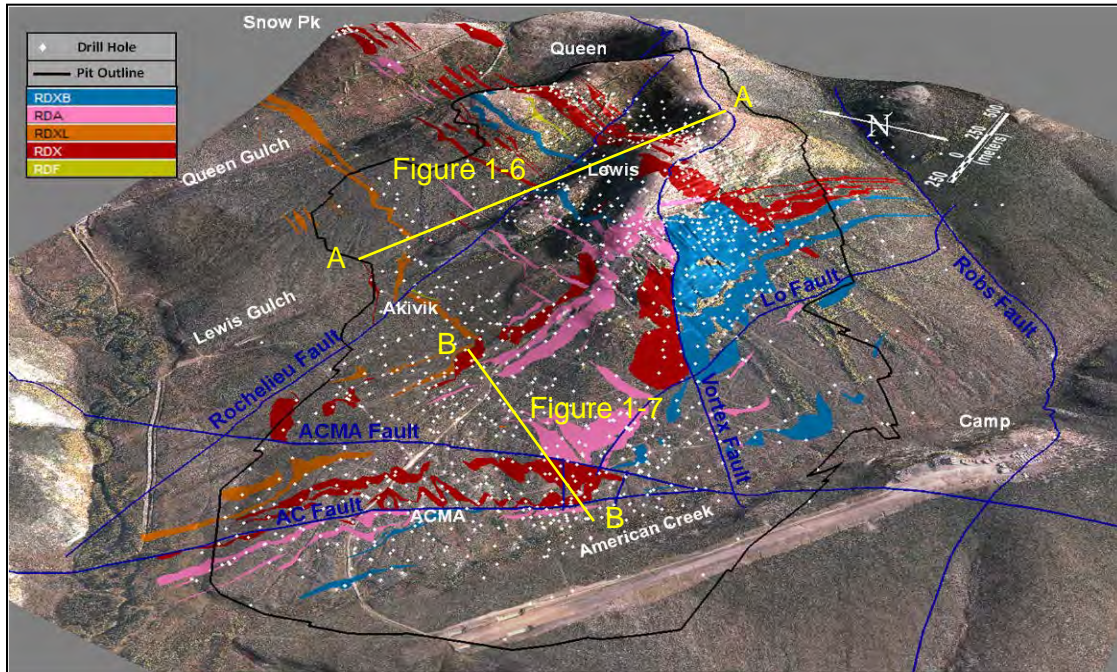 Snow Pk
Queen
Drill Hole
Pit Outline
RDXB
RDA
RDXL
RDX
RDF
A
N
250 0 250 500
(meters)
Queen Gulch
Figure 1-6
Lewis
A
Lewis Gulch
Akivik
Lo Fault
Robs Fault
Rochelieu Fault
B
Figure 1-7
Vortex Fault
Camp
ACMA Fault
AC Fault
ACMA
B
American Creek